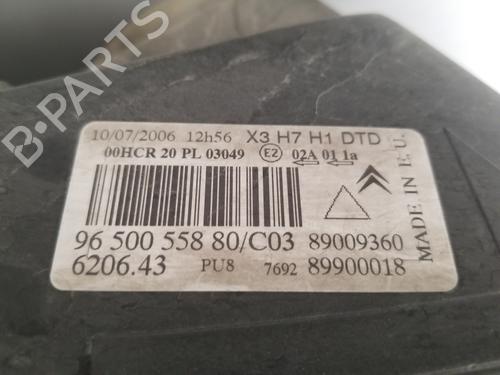 10/07/2006 12h56 X3 H7 H1 DTD
00HCR 20 PL 03049 E2 02A 01 1a
96 500 558 80/C03 89009360
6206.43 PU8 7692 89900018
MADE IN E.U.
B-PARTS
B-PARTS